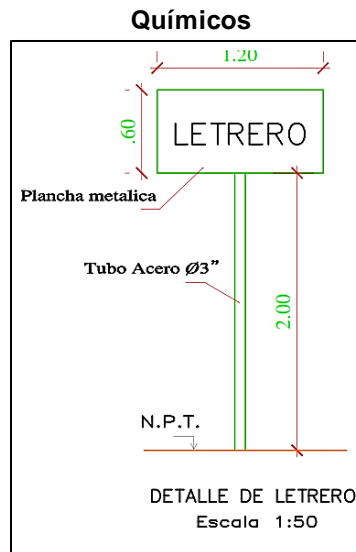 Químicos
1.20
.60
LETRERO
Plancha metalica
Tubo Acero Ø3”
2.00
N.P.T.
DETALLE DE LETRERO
Escala 1:50